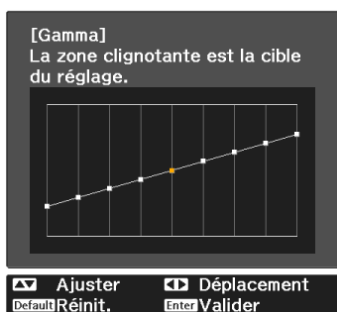 [Gamma]
La zone clignotante est la cible
du réglage.
Ajuster Déplacement
Default Réinit. Enter Valider